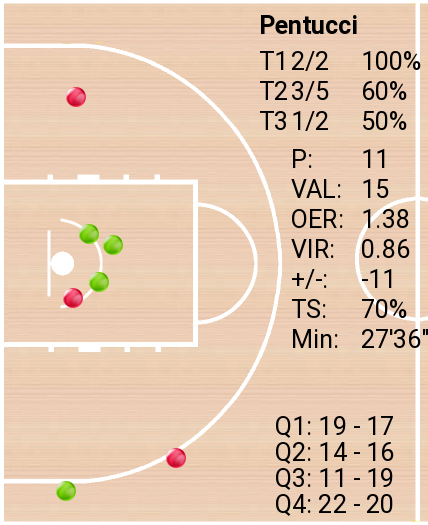 Pentucci
T1 2/2 100%
T2 3/5 60%
T3 1/2 50%
P: 11
VAL: 15
OER: 1.38
VIR: 0.86
+/-: -11
TS: 70%
Min: 27'36"
Q1: 19 - 17
Q2: 14 - 16
Q3: 11 - 19
Q4: 22 - 20